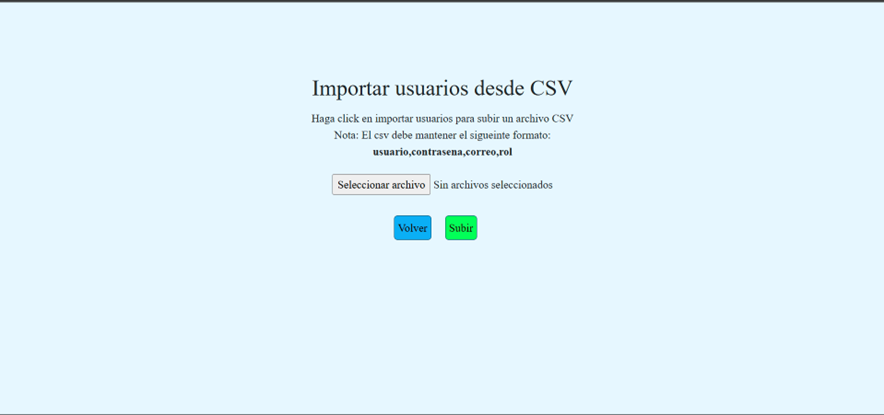 Importar usuarios desde CSV
Haga click en importar usuarios para subir un archivo CSV
Nota: El csv debe mantener el sigueinte formato:
usuario,contrasena,correo,rol
Seleccionar archivo Sin archivos seleccionados
Volver Subir